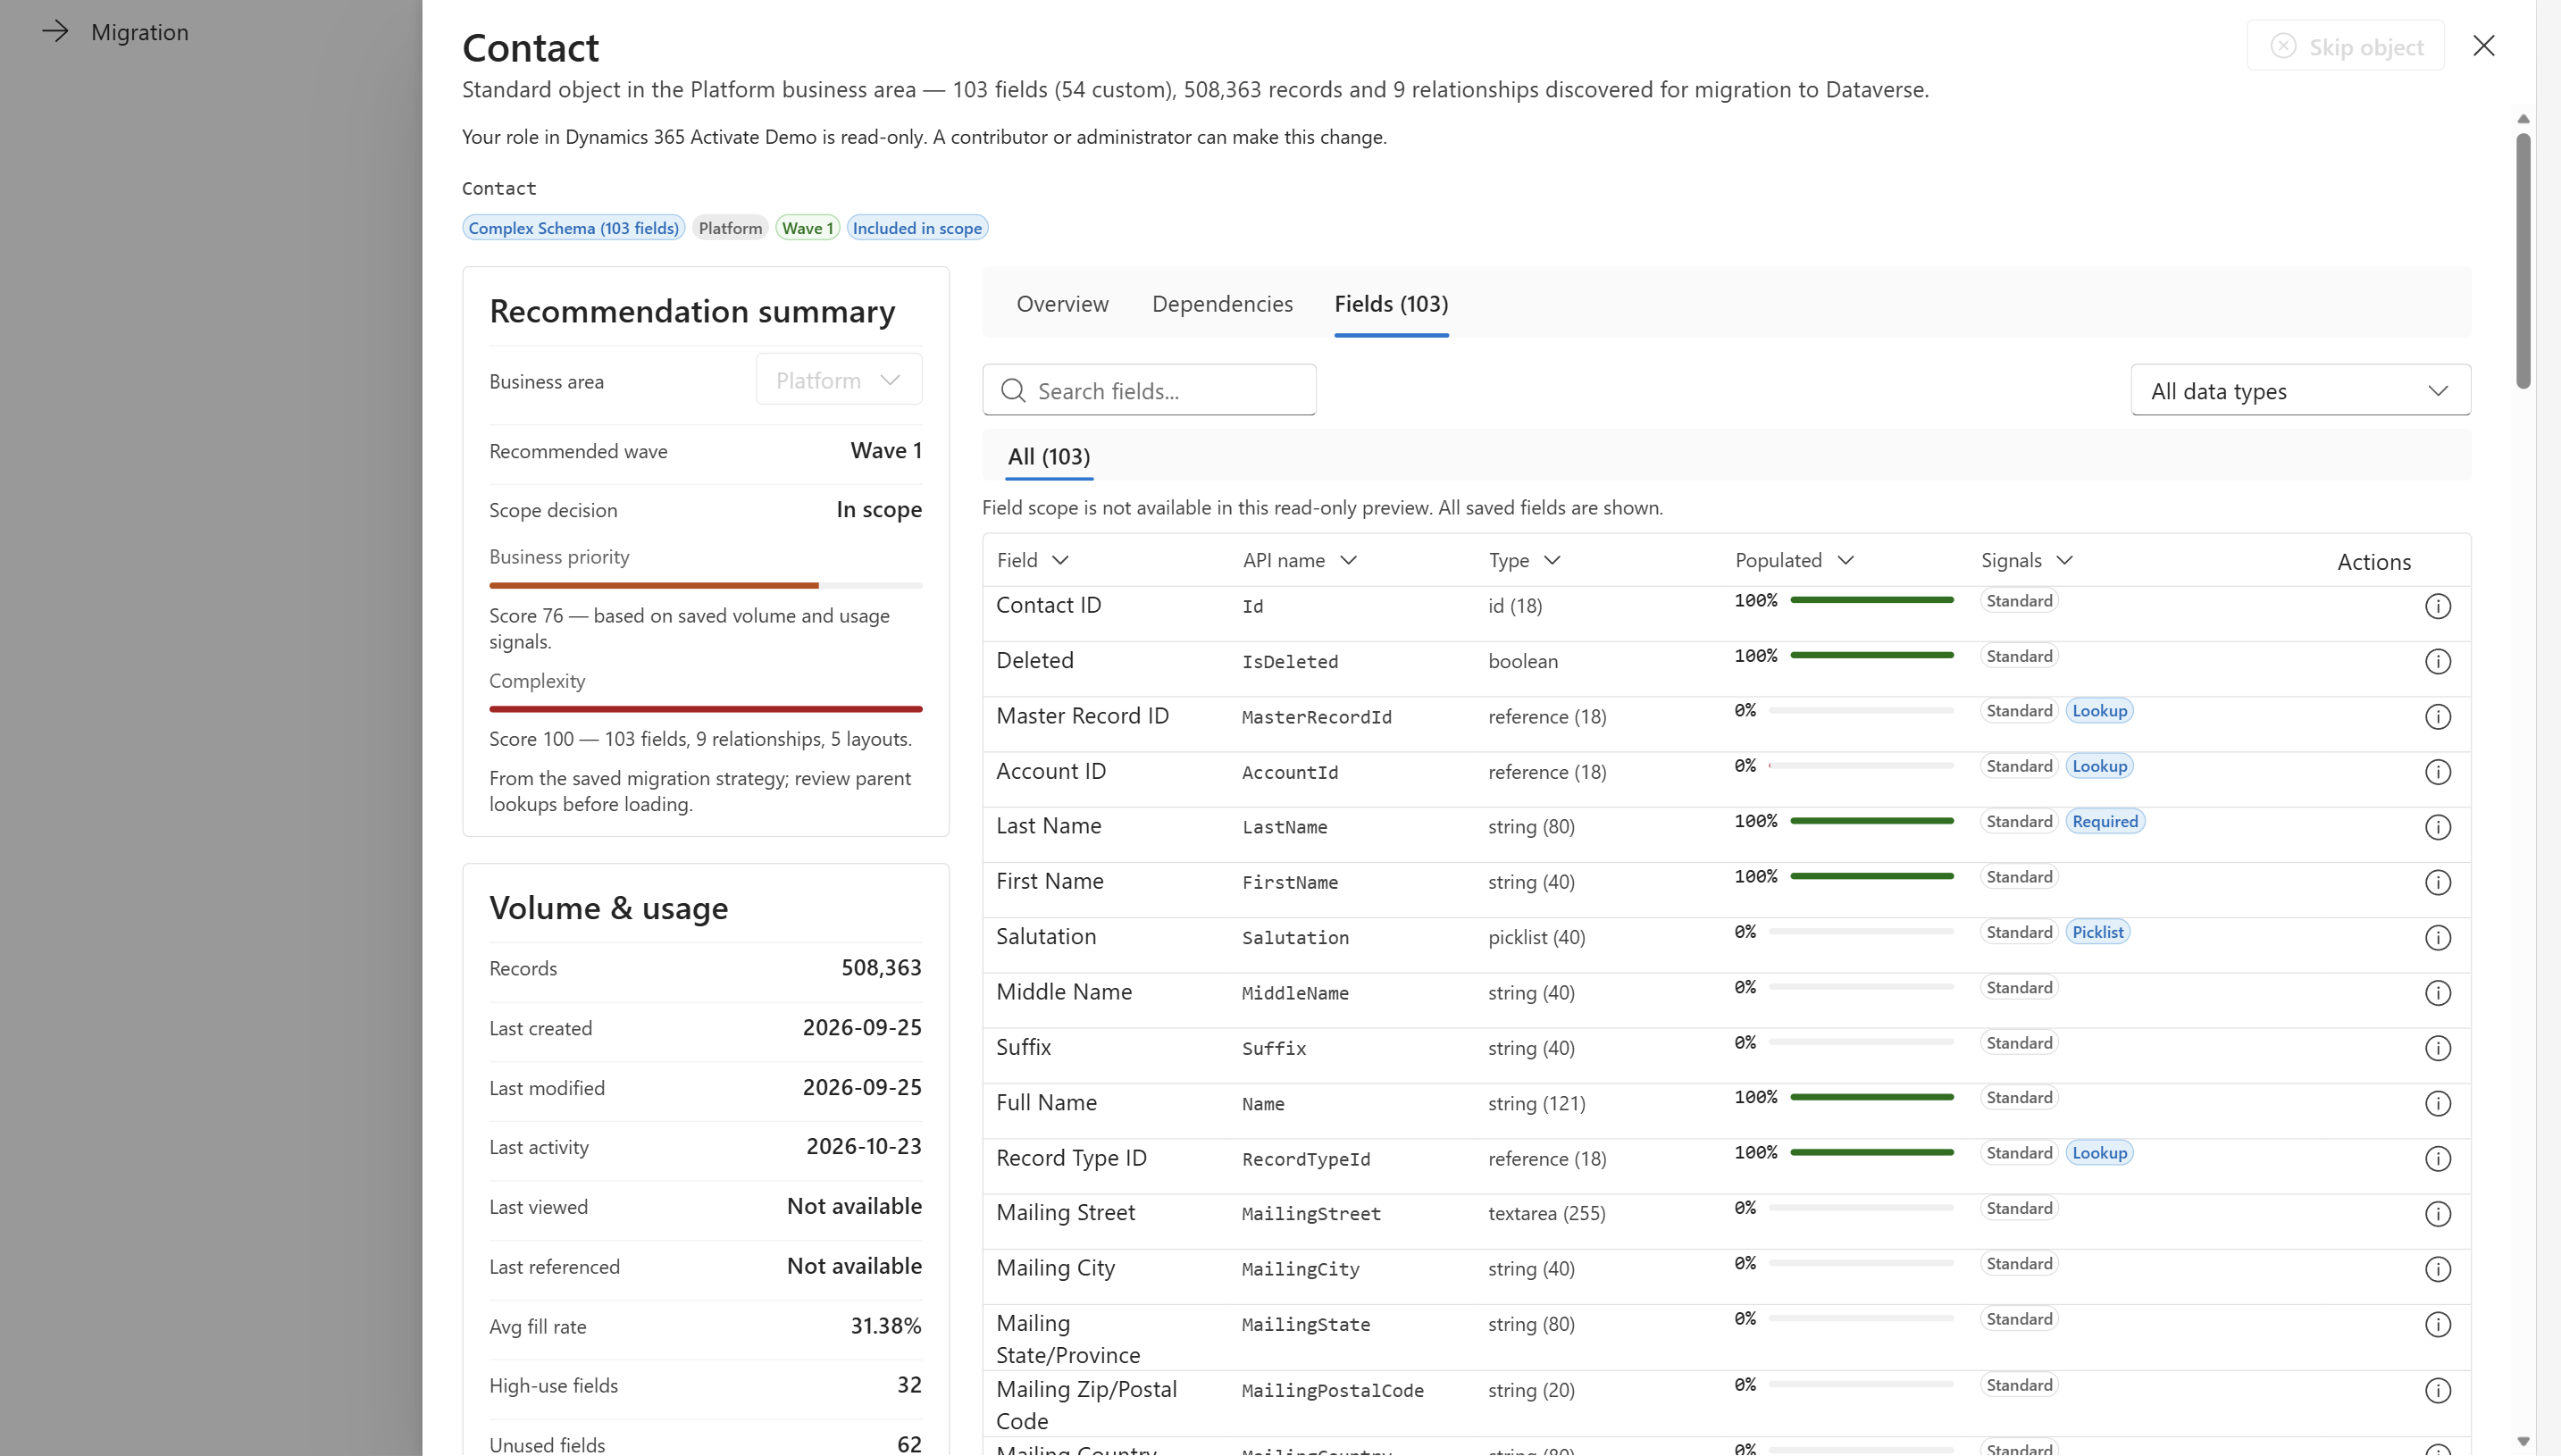 Migration
Contact
Skip object
Standard object in the Platform business area — 103 fields (54 custom), 508,363 records and 9 relationships discovered for migration to Dataverse.
Your role in Dynamics 365 Activate Demo is read-only. A contributor or administrator can make this change.
Contact
Complex Schema (103 fields) Platform Wave 1 Included in scope
Recommendation summary
Business area Platform
Recommended wave Wave 1
Scope decision In scope
Business priority
Score 76 — based on saved volume and usage
signals.
Complexity
Score 100 — 103 fields, 9 relationships, 5 layouts.
From the saved migration strategy; review parent
lookups before loading.
Volume & usage
Records 508,363
Last created 2026-09-25
Last modified 2026-09-25
Last activity 2026-10-23
Last viewed Not available
Last referenced Not available
Avg fill rate 31.38%
High-use fields 32
Unused fields 62
Overview Dependencies Fields (103)
Search fields... All data types
All (103)
Field scope is not available in this read-only preview. All saved fields are shown.
Field API name Type Populated Signals Actions
Contact ID Id id (18) 100% Standard
Deleted IsDeleted boolean 100% Standard
Master Record ID MasterRecordId reference (18) 0% Standard Lookup
Account ID AccountId reference (18) 0% Standard Lookup
Last Name LastName string (80) 100% Standard Required
First Name FirstName string (40) 100% Standard
Salutation Salutation picklist (40) 0% Standard Picklist
Middle Name MiddleName string (40) 0% Standard
Suffix Suffix string (40) 0% Standard
Full Name Name string (121) 100% Standard
Record Type ID RecordTypeId reference (18) 100% Standard Lookup
Mailing Street MailingStreet textarea (255) 0% Standard
Mailing City MailingCity string (40) 0% Standard
Mailing MailingState string (80) 0% Standard
State/Province
Mailing Zip/Postal MailingPostalCode string (20) 0% Standard
Code
Mailing Country MailingCountry string (80) 0% Standard